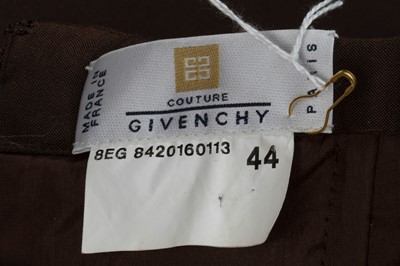 MADE IN
FRANCE
COUTURE
GIVENCHY
PARIS
8EG 8420160113
44